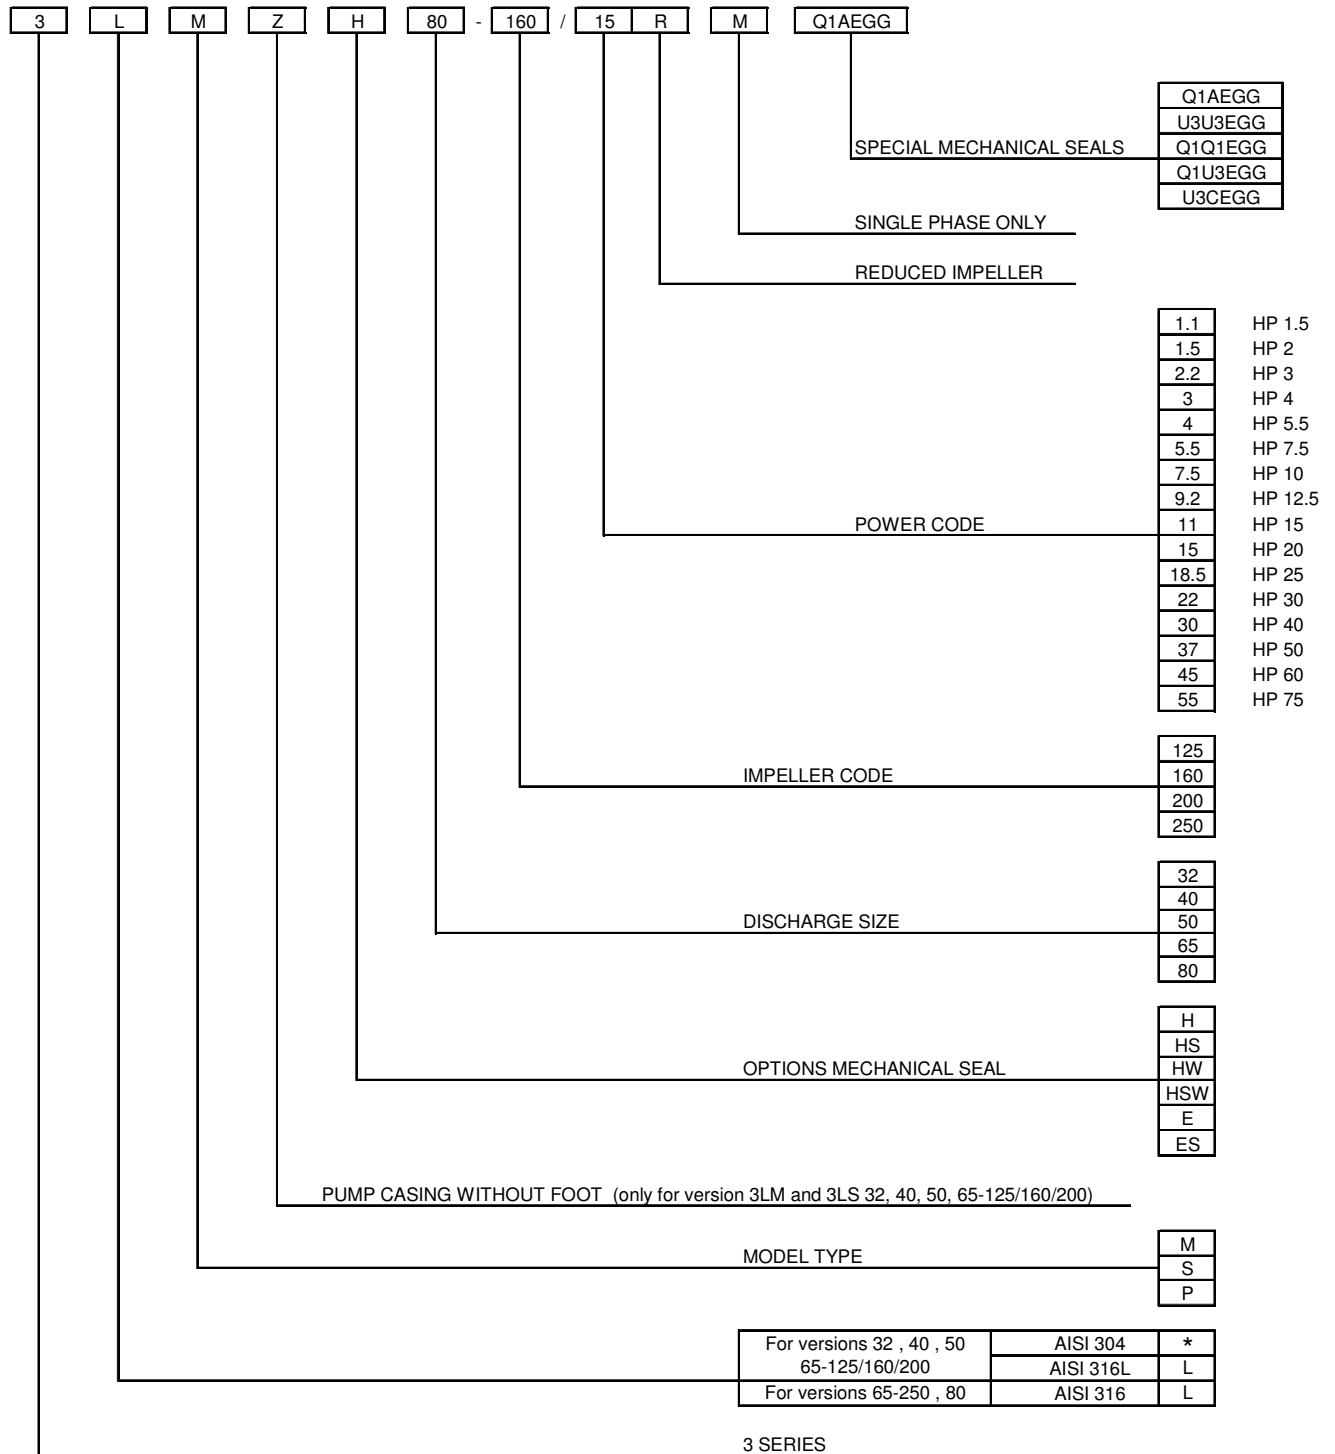 3 L M Z H 80 - 160 / 15 R M Q1AEGG
Q1AEGG
U3U3EGG
SPECIAL MECHANICAL SEALS Q1Q1EGG
Q1U3EGG
U3CEGG
SINGLE PHASE ONLY
REDUCED IMPELLER
1.1 HP 1.5
1.5 HP 2
2.2 HP 3
3 HP 4
4 HP 5.5
5.5 HP 7.5
7.5 HP 10
9.2 HP 12.5
POWER CODE 11 HP 15
15 HP 20
18.5 HP 25
22 HP 30
30 HP 40
37 HP 50
45 HP 60
55 HP 75
125
IMPELLER CODE 160
200
250
32
40
DISCHARGE SIZE 50
65
80
H
HS
OPTIONS MECHANICAL SEAL HW
HSW
E
ES
PUMP CASING WITHOUT FOOT (only for version 3LM and 3LS 32, 40, 50, 65-125/160/200)
M
MODEL TYPE S
P
For versions 32 , 40 , 50 AISI 304 *
65-125/160/200 AISI 316L L
For versions 65-250 , 80 AISI 316 L
3 SERIES